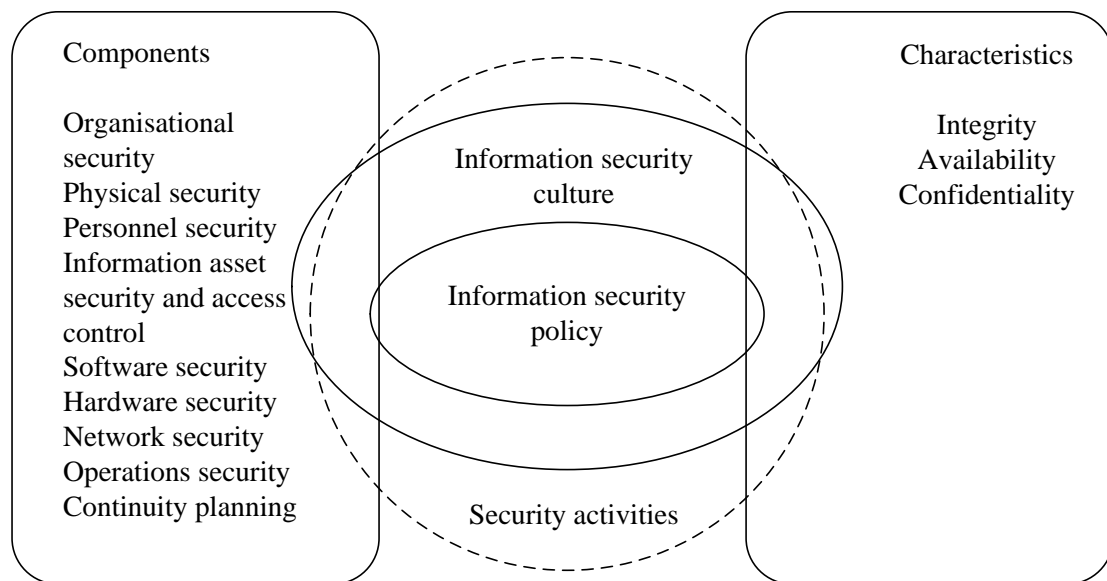 Components
Organisational
security
Physical security
Personnel security
Information asset
security and access
control
Software security
Hardware security
Network security
Operations security
Continuity planning
Information security
culture
Information security
policy
Security activities
Characteristics
Integrity
Availability
Confidentiality